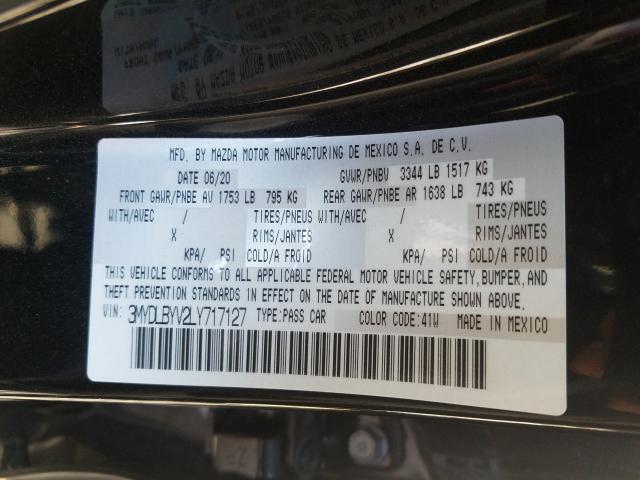 MFD. BY MAZDA MOTOR MANUFACTURING DE MEXICO S.A. DE C.V.
DATE 06/20 GVWR/PNBV 3344 LB 1517 KG
FRONT GAWR/PNBE AV 1753 LB 795 KG REAR GAWR/PNBE AR 1638 LB 743 KG
WITH/AVEC / TIRES/PNEUS WITH/AVEC / TIRES/PNEUS
X RIMS/JANTES X RIMS/JANTES
KPA/ PSI COLD/A FROID KPA/ PSI COLD/A FROID
THIS VEHICLE CONFORMS TO ALL APPLICABLE FEDERAL MOTOR VEHICLE SAFETY, BUMPER, AND
THEFT PREVENTION STANDARDS IN EFFECT ON THE DATE OF MANUFACTURE SHOWN ABOVE.
VIN: 3MVDLBYV2LY717127 TYPE:PASS CAR COLOR CODE:41W MADE IN MEXICO